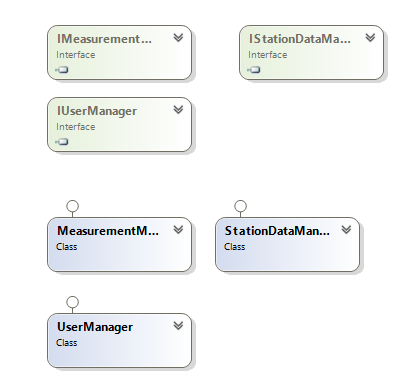 IMeasurement...
Interface
IStationDataMa...
Interface
IUserManager
Interface
MeasurementM...
Class
StationDataMan...
Class
UserManager
Class